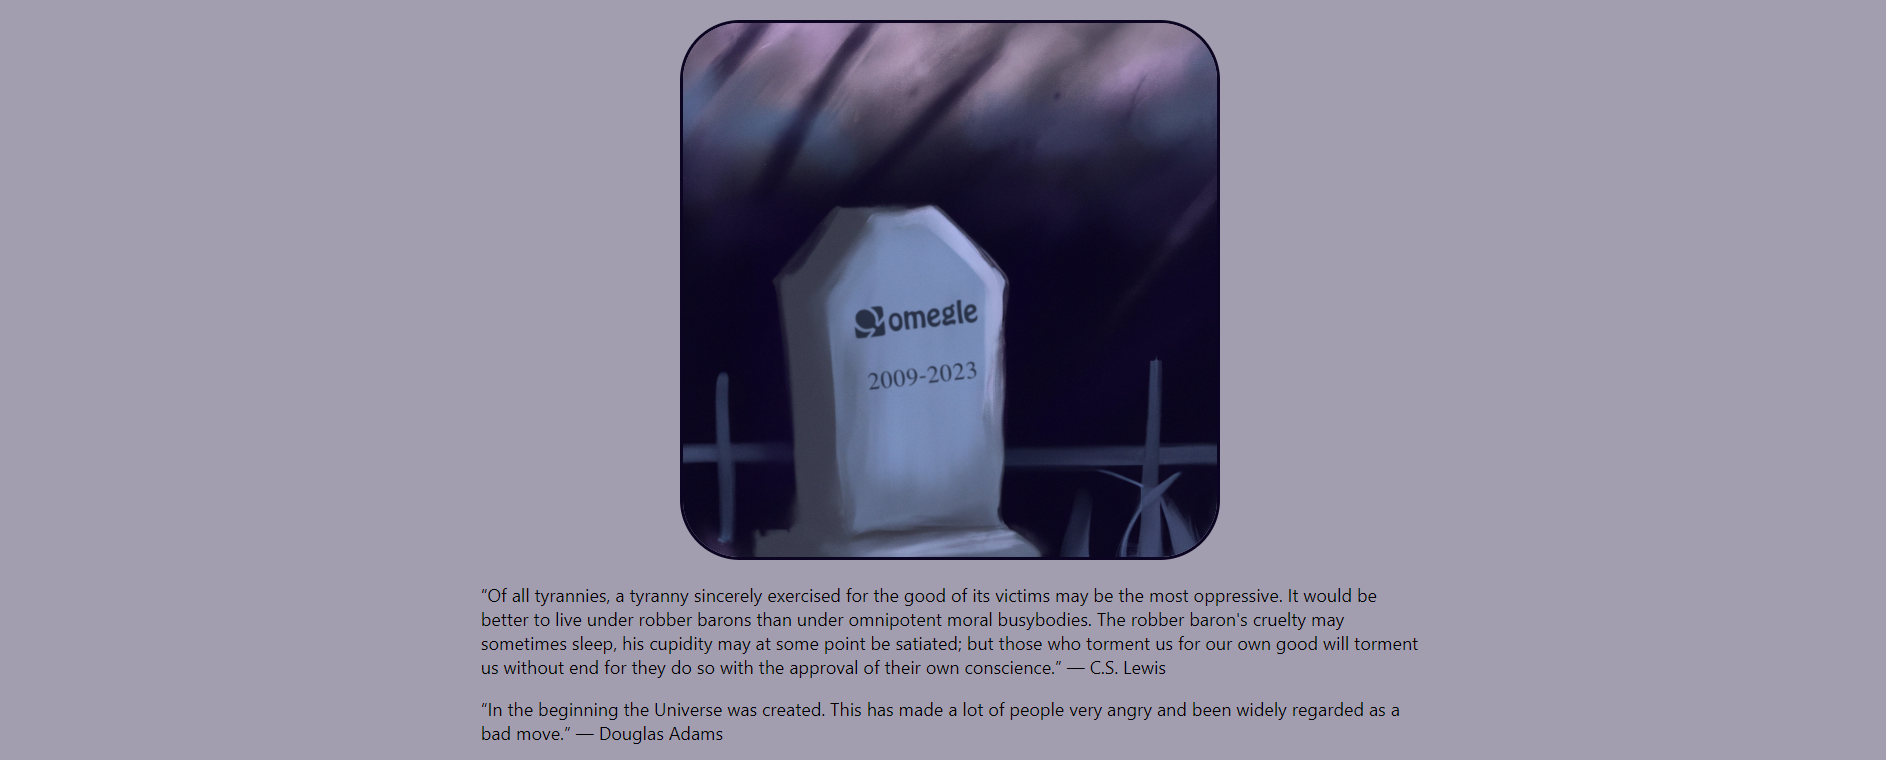 omegle
2009-2023
“Of all tyrannies, a tyranny sincerely exercised for the good of its victims may be the most oppressive. It would be
better to live under robber barons than under omnipotent moral busybodies. The robber baron's cruelty may
sometimes sleep, his cupidity may at some point be satiated; but those who torment us for our own good will torment
us without end for they do so with the approval of their own conscience.” — C.S. Lewis
“In the beginning the Universe was created. This has made a lot of people very angry and been widely regarded as a
bad move.” — Douglas Adams